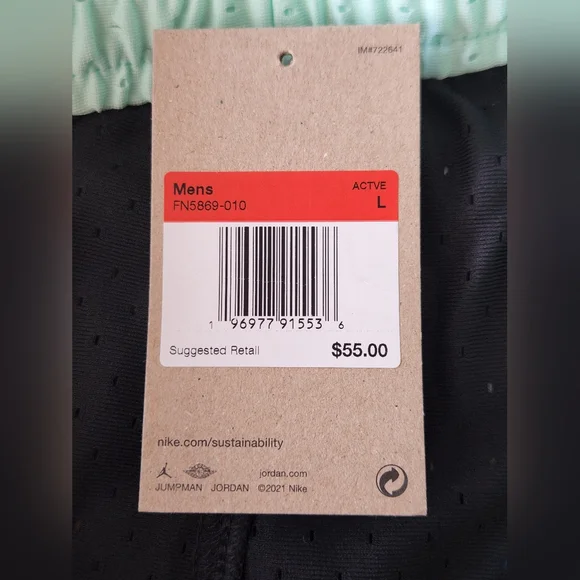 IM#722641
Mens ACTVE
FN5869-010 L
1 96977 91553 6
Suggested Retail $55.00
nike.com/sustainability
jordan.com
JUMPMAN JORDAN ©2021 Nike